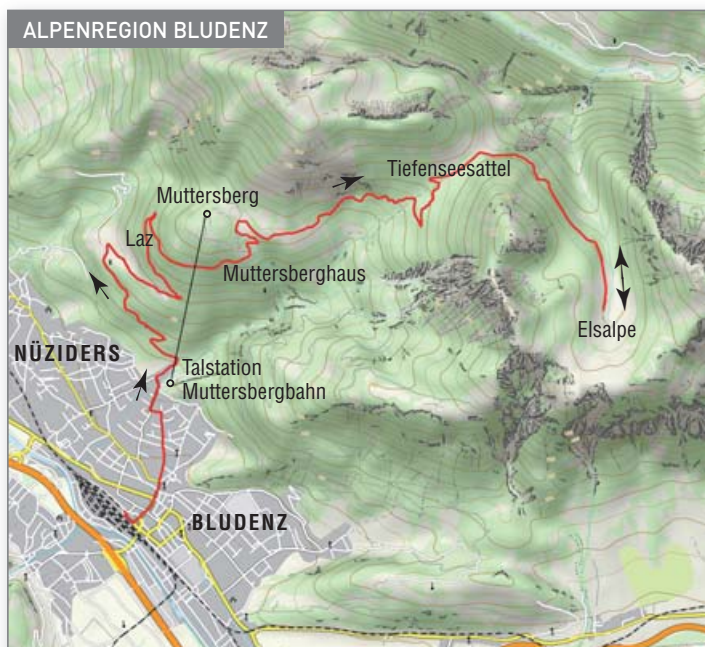 ALPENREGION BLUDENZ
Tiefenseesattel
Muttersberg
Laz
Muttersberghaus
Elsalpe
NÜZIDERS
Talstation
Muttersbergbahn
BLUDENZ